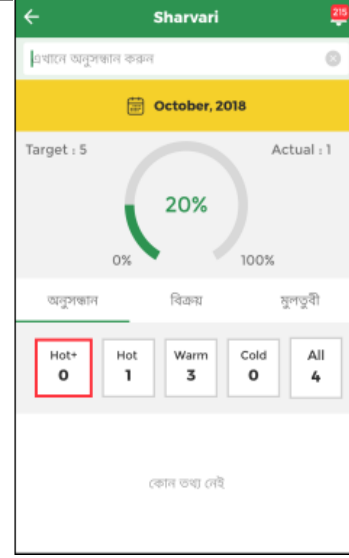 Sharvari
215
এখানে অনুসন্ধান করুন
October, 2018
Target : 5
Actual : 1
20%
0%
100%
অনুসন্ধান
বিক্রয়
মুলতুবী
Hot+
Hot
Warm
Cold
All
0
1
3
0
4
কোন তথ্য নেই